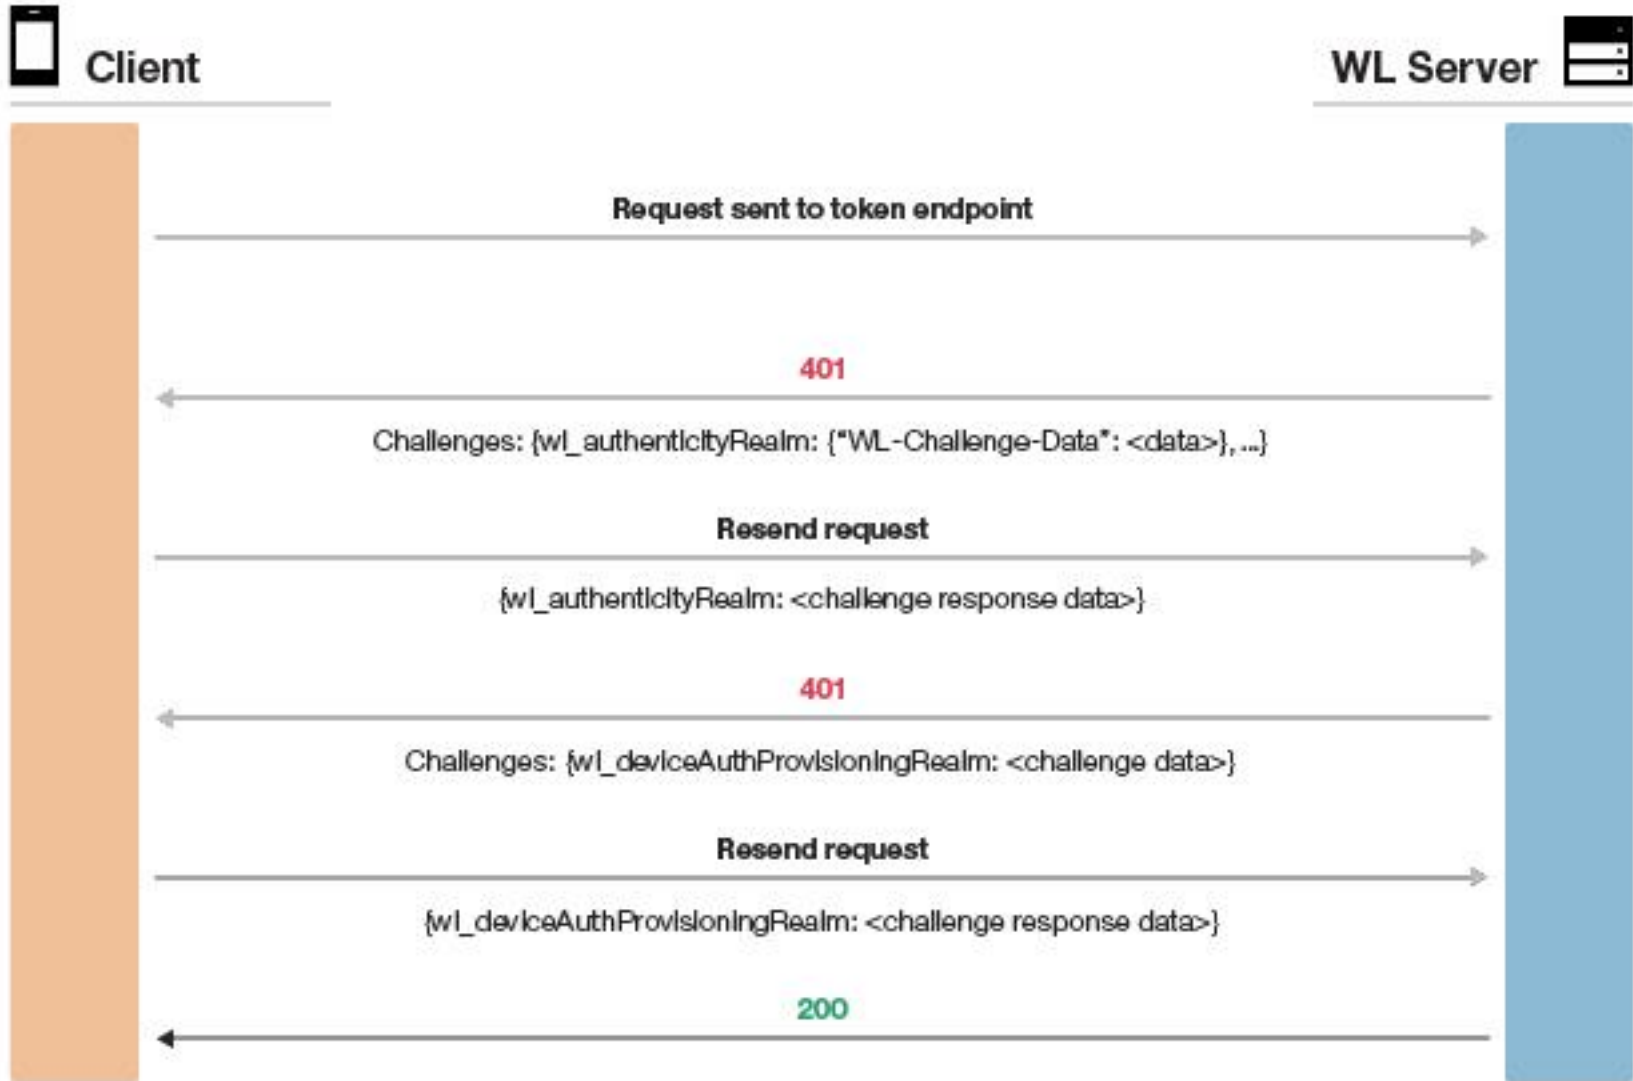 Client
WL Server
Request sent to token endpoint
401
Challenges: {wl_authenticityRealm: {"WL-Challenge-Data": <data>}, ...}
Resend request
{wl_authenticityRealm: <challenge response data>}
401
Challenges: {wl_deviceAuthProvisioningRealm: <challenge data>}
Resend request
{wl_deviceAuthProvisioningRealm: <challenge response data>}
200